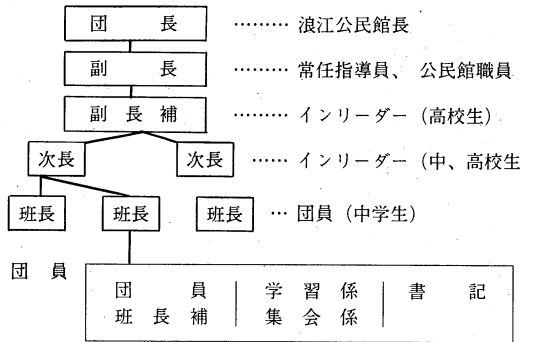 団長 ……… 浪江公民館長
副長 ……… 常任指導員、公民館職員
副長補 ……… インリーダー(高校生)
次長 次長 …… インリーダー(中、高校生
班長 班長 班長 … 団員(中学生)
団員
団員 学習係 書記
班長補 集会係